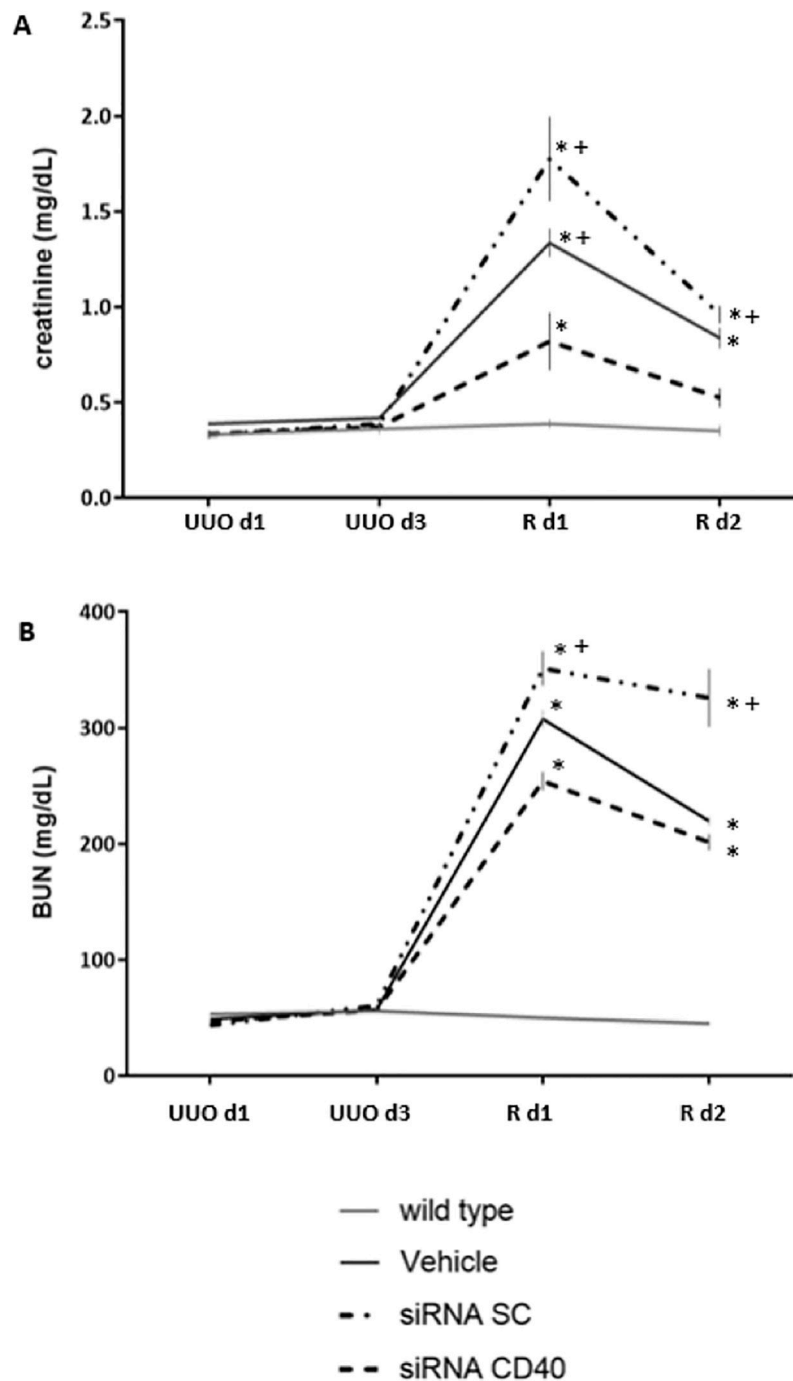 A
creatinine (mg/dL)
2.5
2.0
* +
1.5
* +
1.0
* +
*
*
0.5
0.0
UUO d1 UUO d3 R d1 R d2
B
BUN (mg/dL)
400
* +
* +
300
*
*
200
*
*
100
0
UUO d1 UUO d3 R d1 R d2
wild type
Vehicle
siRNA SC
siRNA CD40